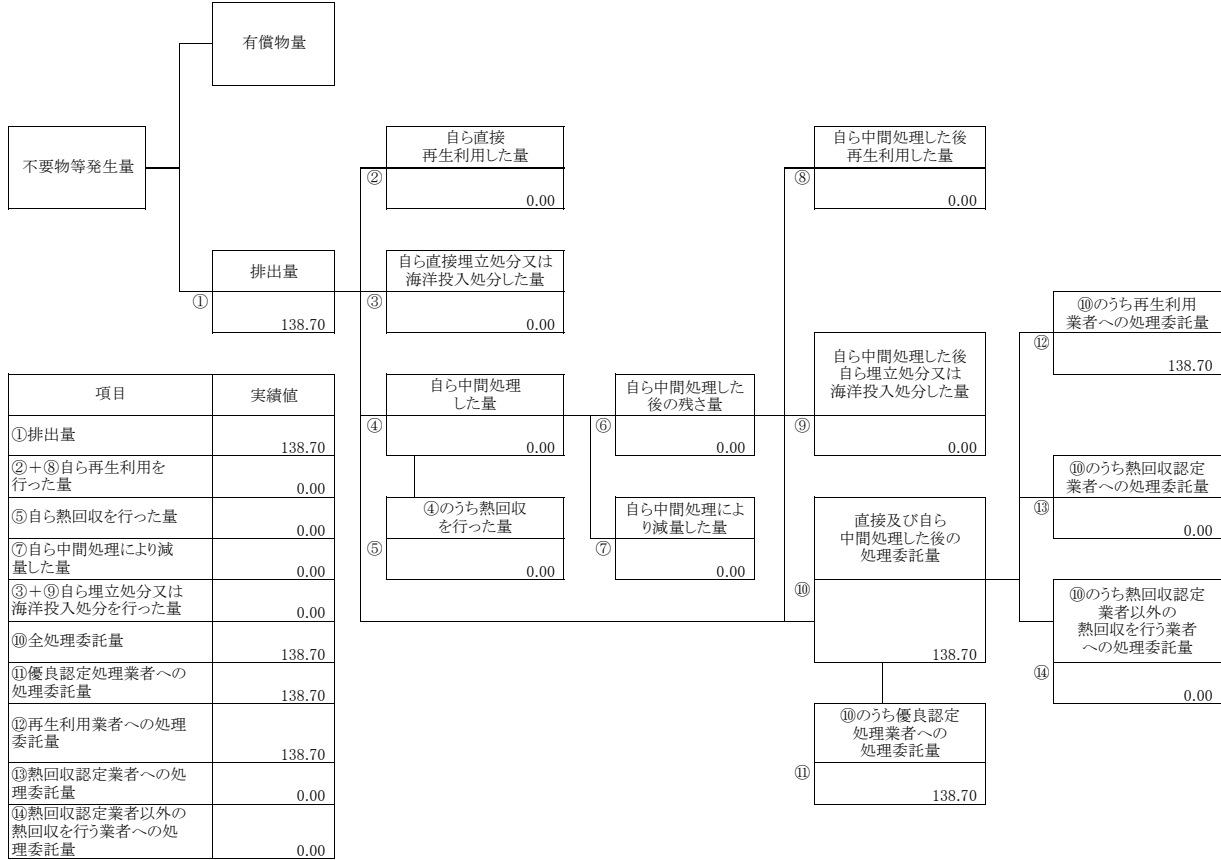 有償物量
不要物等発生量
自ら直接
再生利用した量
②
0.00
自ら中間処理した後
再生利用した量
⑧
0.00
排出量
①
138.70
自ら直接埋立処分又は
海洋投入処分した量
③
0.00
自ら中間処理
した量
④
0.00
自ら中間処理した
後の残さ量
⑥
0.00
自ら中間処理した後
自ら埋立処分又は
海洋投入処分した量
⑨
0.00
⑩のうち再生利用
業者への処理委託量
⑫
138.70
④のうち熱回収
を行った量
⑤
0.00
自ら中間処理によ
り減量した量
⑦
0.00
直接及び自ら
中間処理した後の
処理委託量
⑩
138.70
⑩のうち熱回収認定
業者への処理委託量
⑬
0.00
⑩のうち熱回収認定
業者以外の
熱回収を行う業者
への処理委託量
⑭
0.00
⑩のうち優良認定
処理業者への
処理委託量
⑪
138.70
項目 実績値
①排出量
138.70
②＋⑧自ら再生利用を
行った量
0.00
⑤自ら熱回収を行った量
0.00
⑦自ら中間処理により減
量した量
0.00
③＋⑨自ら埋立処分又は
海洋投入処分を行った量
0.00
⑩全処理委託量
138.70
⑪優良認定処理業者への
処理委託量
138.70
⑫再生利用業者への処理
委託量
138.70
⑬熱回収認定業者への処
理委託量
0.00
⑭熱回収認定業者以外の
熱回収を行う業者への処
理委託量
0.00